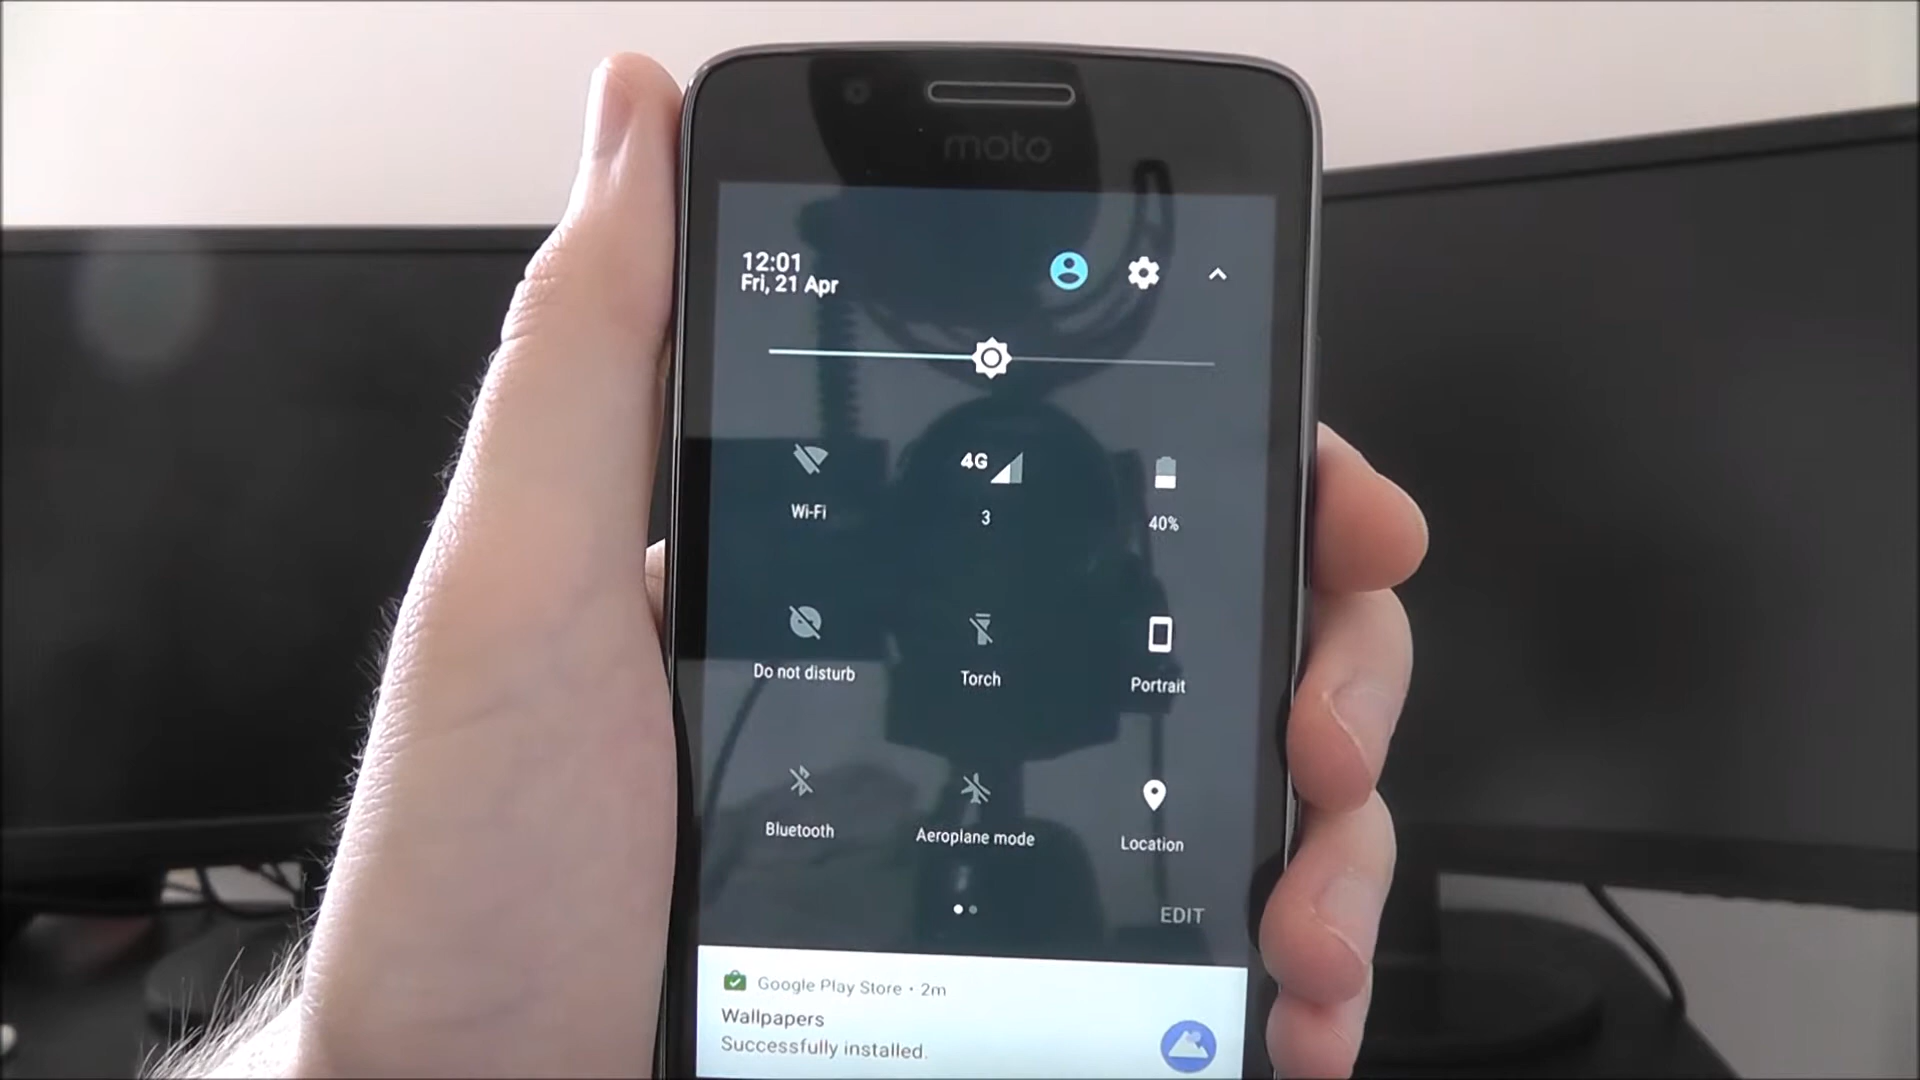 moto
12:01
Fri, 21 Apr
4G
Wi-Fi
3
40%
Do not disturb
Torch
Portrait
Bluetooth
Aeroplane mode
Location
EDIT
Google Play Store • 2m
Wallpapers
Successfully installed.